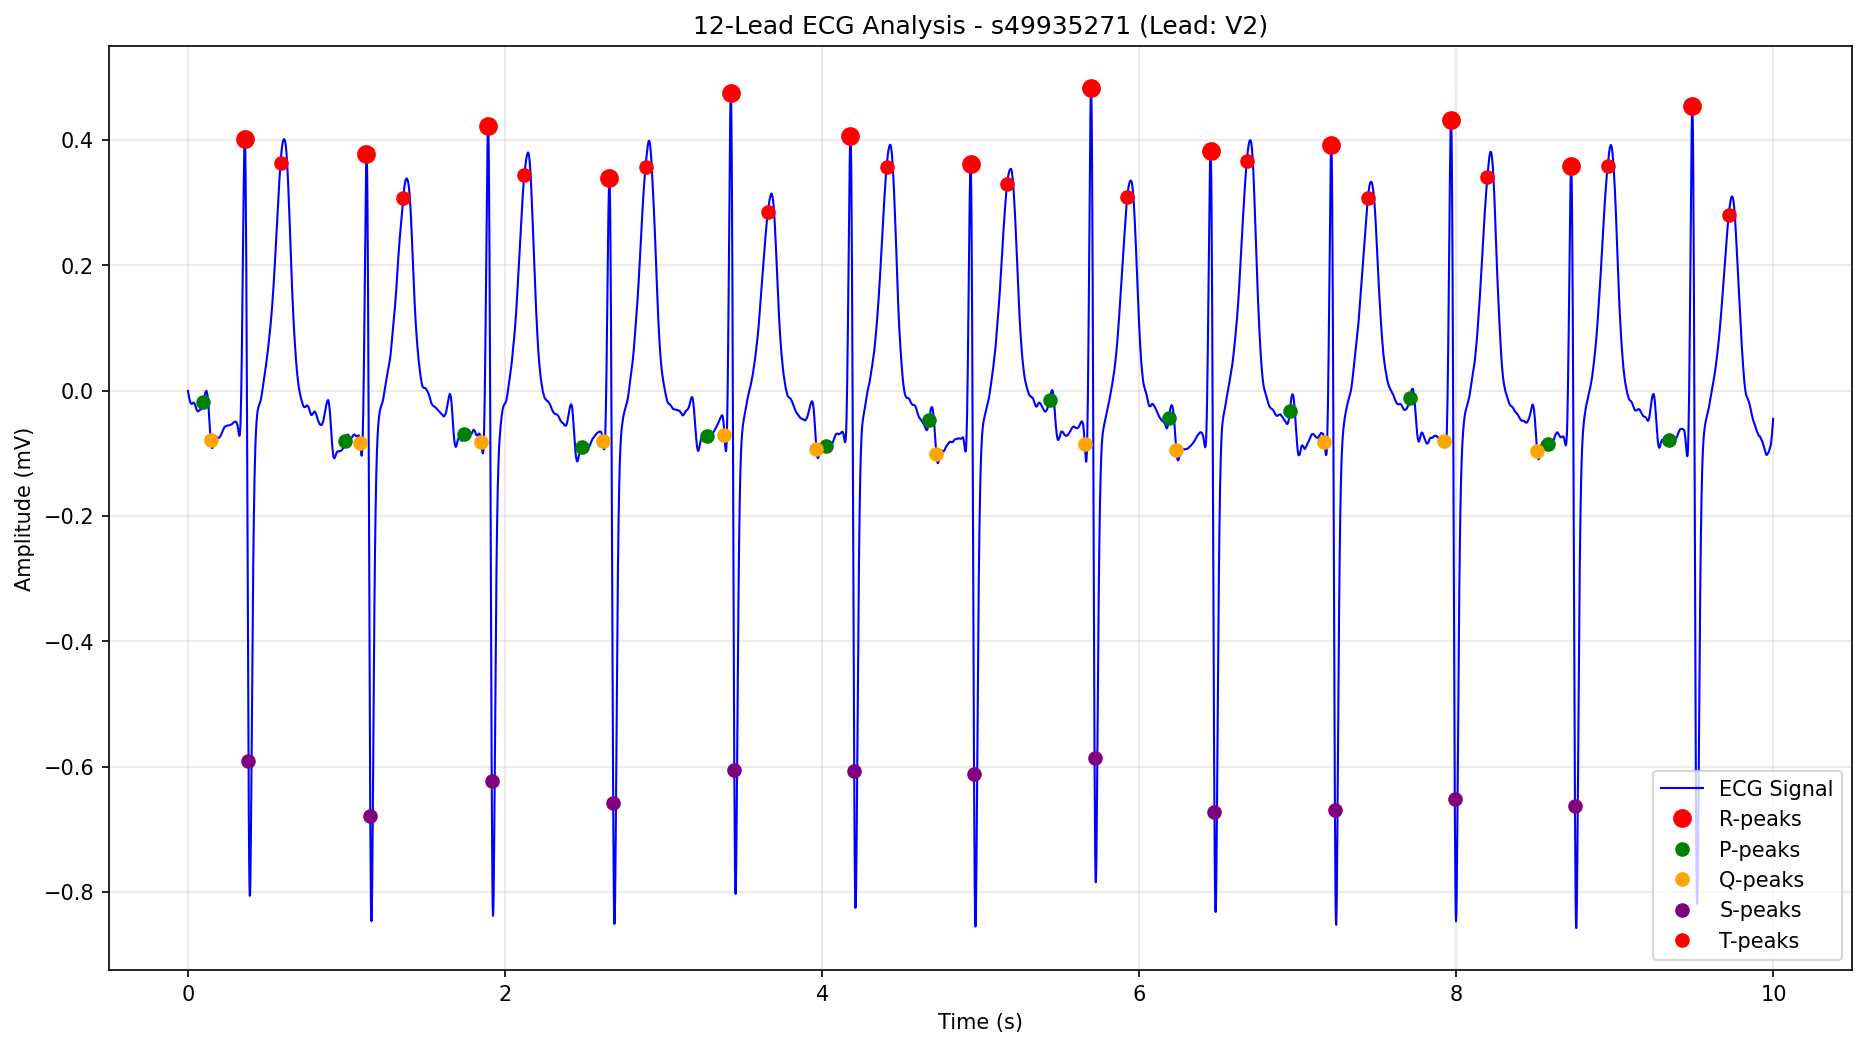 12-Lead ECG Analysis - s49935271 (Lead: V2)
Amplitude (mV)
0.4
0.2
0.0
−0.2
−0.4
−0.6
−0.8
0 2 4 6 8 10
Time (s)
ECG Signal
R-peaks
P-peaks
Q-peaks
S-peaks
T-peaks